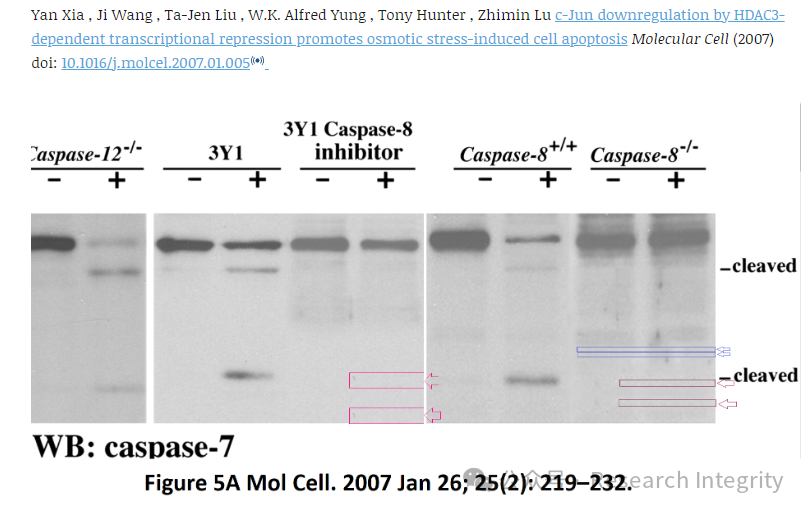 Yan Xia , Ji Wang , Ta-Jen Liu , W.K. Alfred Yung , Tony Hunter , Zhimin Lu c-Jun downregulation by HDAC3-
dependent transcriptional repression promotes osmotic stress-induced cell apoptosis Molecular Cell (2007)
doi: 10.1016/j.molcel.2007.01.005
3Y1 Caspase-8
inhibitor
aspase-12-/- 3Y1 Caspase-8+/+ Caspase-8-/-
- + - + - + - + - +
-cleaved
-cleaved
WB: caspase-7
Figure 5A Mol Cell. 2007 Jan 26; 25(2): 219–232.
Research Integrity